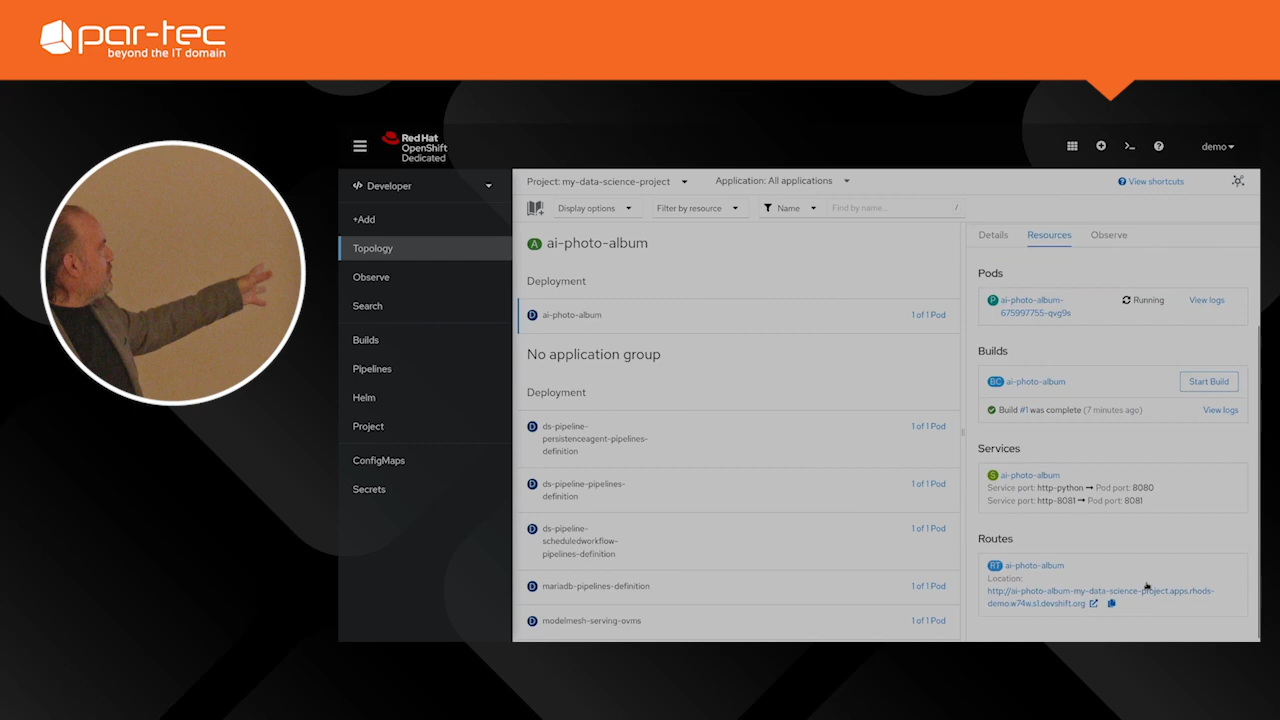 par-tec
beyond the IT domain
Red Hat
OpenShift
Dedicated
demo
Developer
+Add
Topology
Observe
Search
Builds
Pipelines
Helm
Project
ConfigMaps
Secrets
Project: my-data-science-project
Application: All applications
View shortcuts
Display options
Filter by resource
Name
Find by name...
/
A ai-photo-album
Deployment
D ai-photo-album 1 of 1 Pod
No application group
Deployment
D ds-pipeline- 1 of 1 Pod
persistenceagent-pipelines-
definition
D ds-pipeline-pipelines- 1 of 1 Pod
definition
D ds-pipeline- 1 of 1 Pod
scheduledworkflow-
pipelines-definition
D mariadb-pipelines-definition 1 of 1 Pod
D modelmesh-serving-ovms 1 of 1 Pod
Details Resources Observe
Pods
P ai-photo-album- Running View logs
675997755-qvg9s
Builds
BC ai-photo-album Start Build
Build #1 was complete (7 minutes ago) View logs
Services
S ai-photo-album
Service port: http-python → Pod port: 8080
Service port: http-8081 → Pod port: 8081
Routes
RT ai-photo-album
Location:
http://ai-photo-album-my-data-science-project.apps.rhods-
demo.w74w.s1.devshift.org